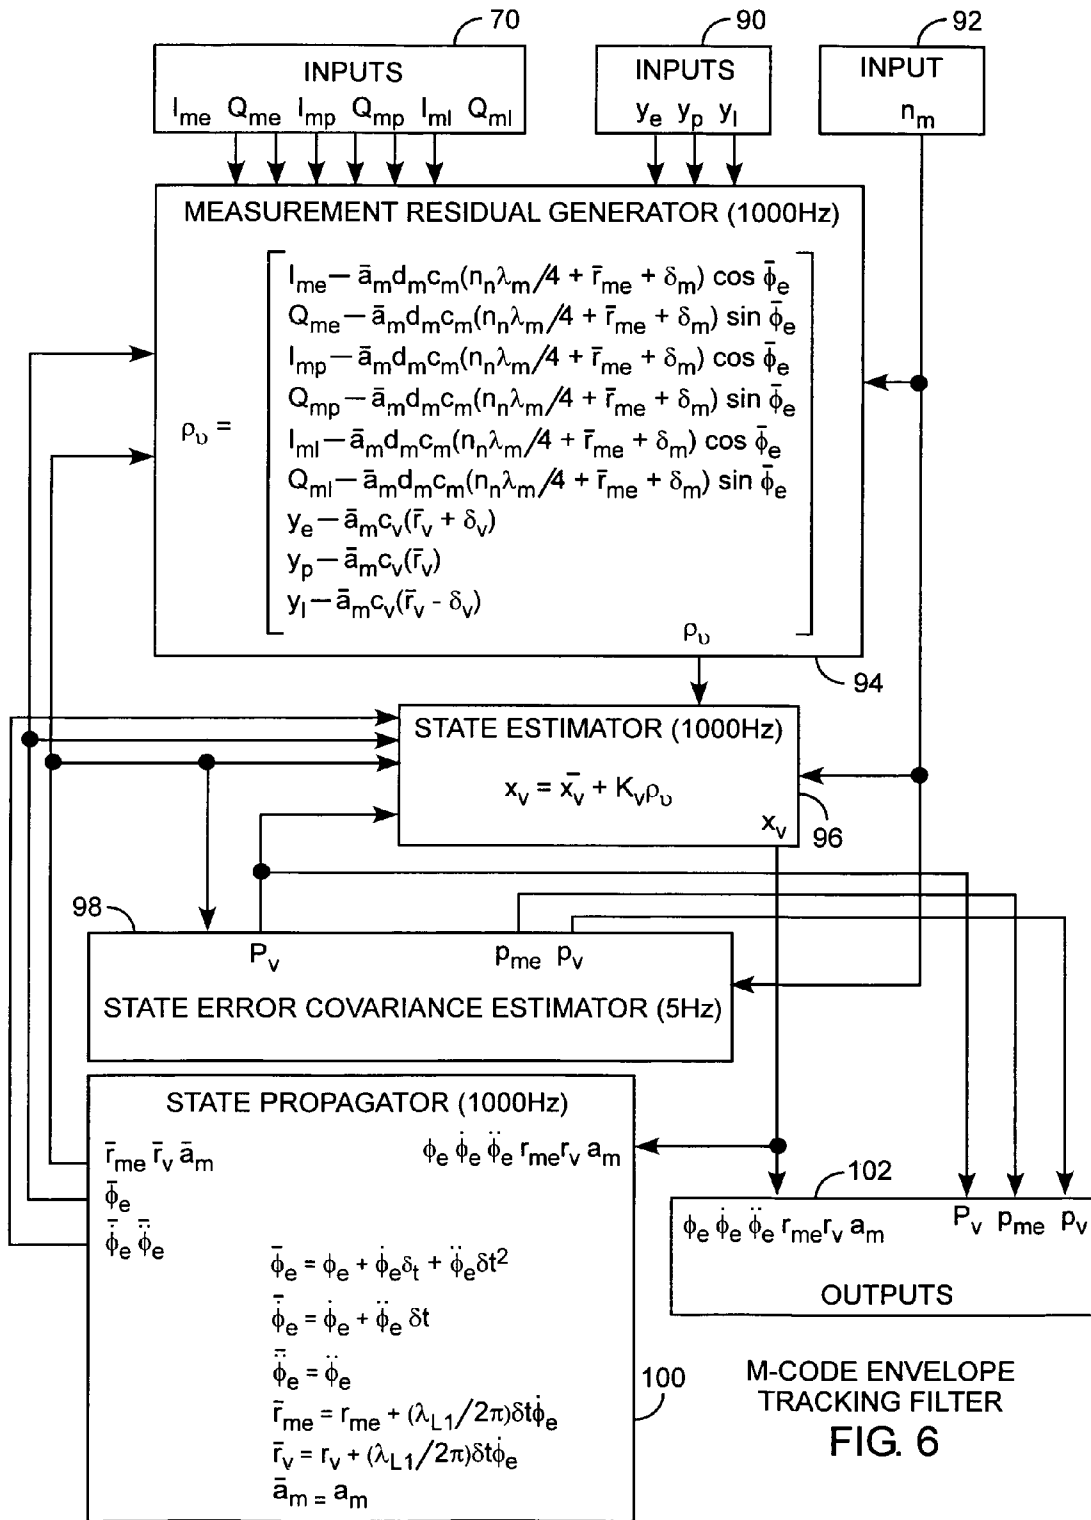 70
90
92
INPUTS
I_me Q_me I_mp Q_mp I_ml Q_ml
INPUTS
y_e y_p y_l
INPUT
n_m
MEASUREMENT RESIDUAL GENERATOR (1000Hz)
ρ_υ =
I_me — ā_m d_m c_m(n_n λ_m/4 + r̄_me + δ_m) cos ϕ̄_e
Q_me — ā_m d_m c_m(n_n λ_m/4 + r̄_me + δ_m) sin ϕ̄_e
I_mp — ā_m d_m c_m(n_n λ_m/4 + r̄_me + δ_m) cos ϕ̄_e
Q_mp — ā_m d_m c_m(n_n λ_m/4 + r̄_me + δ_m) sin ϕ̄_e
I_ml — ā_m d_m c_m(n_n λ_m/4 + r̄_me + δ_m) cos ϕ̄_e
Q_ml — ā_m d_m c_m(n_n λ_m/4 + r̄_me + δ_m) sin ϕ̄_e
y_e — ā_m c_v(r̄_v + δ_v)
y_p — ā_m c_v(r̄_v)
y_l — ā_m c_v(r̄_v - δ_v)
ρ_υ
94
STATE ESTIMATOR (1000Hz)
x_v = x̄_v + K_v ρ_υ
x_v
96
98
P_v p_me p_v
STATE ERROR COVARIANCE ESTIMATOR (5Hz)
STATE PROPAGATOR (1000Hz)
r̄_me r̄_v ā_m
ϕ_e ϕ̇_e ϕ̈_e r_me r_v a_m
ϕ̄_e
ϕ̇̄_e ϕ̈̄_e
ϕ̄_e = ϕ_e + ϕ̇_e δ_t + ϕ̈_e δt²
ϕ̇̄_e = ϕ̇_e + ϕ̈_e δt
ϕ̈̄_e = ϕ̈_e
r̄_me = r_me + (λ_L1/2π)δtϕ̇_e
r̄_v = r_v + (λ_L1/2π)δtϕ̇_e
ā_m = a_m
100
102
ϕ_e ϕ̇_e ϕ̈_e r_me r_v a_m P_v p_me p_v
OUTPUTS
M-CODE ENVELOPE
TRACKING FILTER
FIG. 6